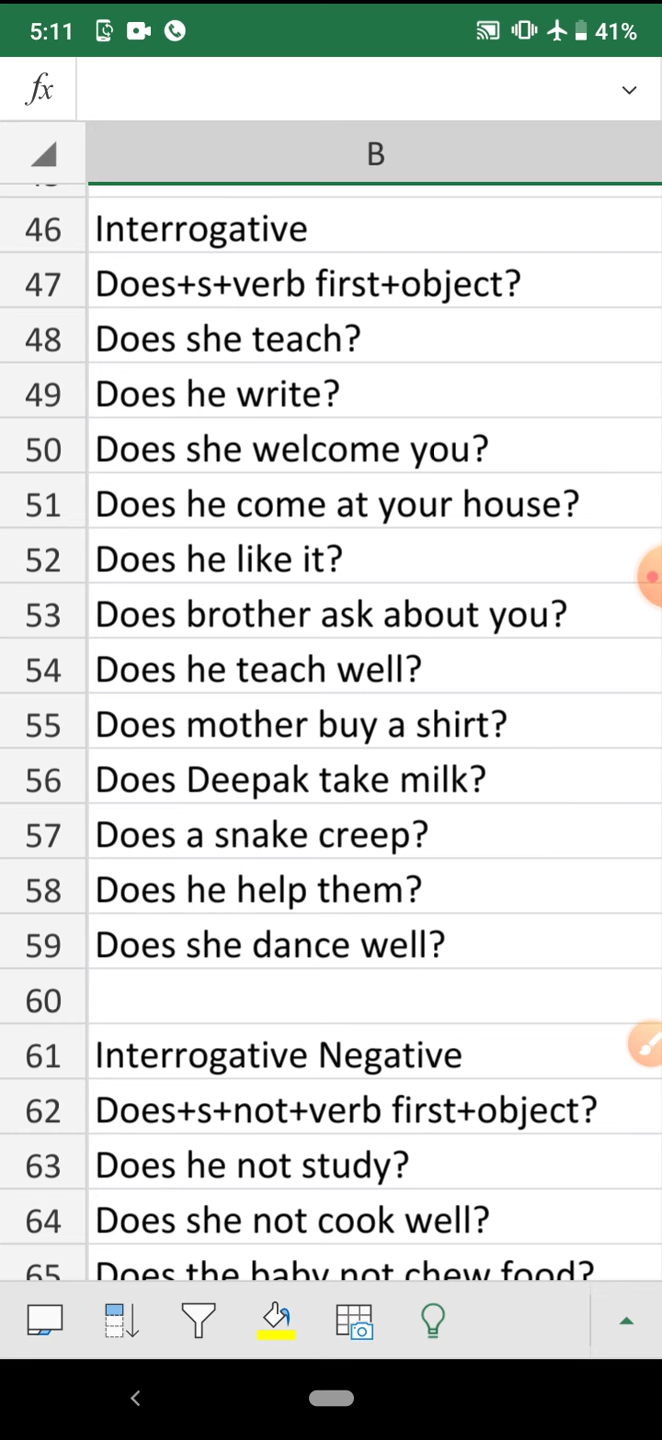 5:11 41%
fx
B
46 Interrogative
47 Does+s+verb first+object?
48 Does she teach?
49 Does he write?
50 Does she welcome you?
51 Does he come at your house?
52 Does he like it?
53 Does brother ask about you?
54 Does he teach well?
55 Does mother buy a shirt?
56 Does Deepak take milk?
57 Does a snake creep?
58 Does he help them?
59 Does she dance well?
60
61 Interrogative Negative
62 Does+s+not+verb first+object?
63 Does he not study?
64 Does she not cook well?
65 Does the baby not chew food?